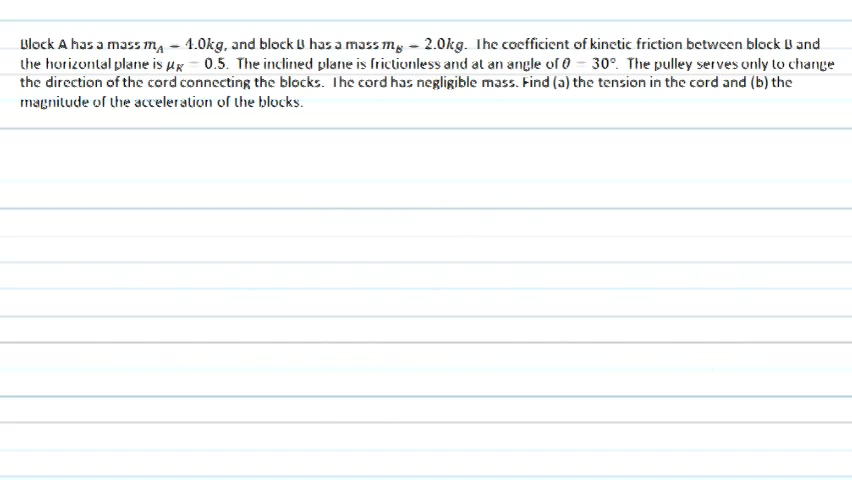 Block A has a mass m_A = 4.0kg, and block B has a mass m_B = 2.0kg. The coefficient of kinetic friction between block B and
the horizontal plane is μ_K = 0.5. The inclined plane is frictionless and at an angle of θ = 30°. The pulley serves only to change
the direction of the cord connecting the blocks. The cord has negligible mass. Find (a) the tension in the cord and (b) the
magnitude of the acceleration of the blocks.